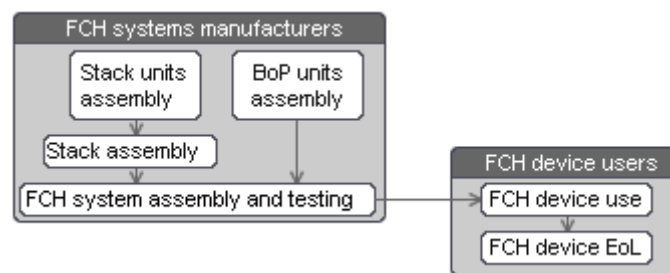 FCH systems manufacturers
Stack units
assembly
BoP units
assembly
Stack assembly
FCH system assembly and testing
FCH device users
FCH device use
FCH device EoL